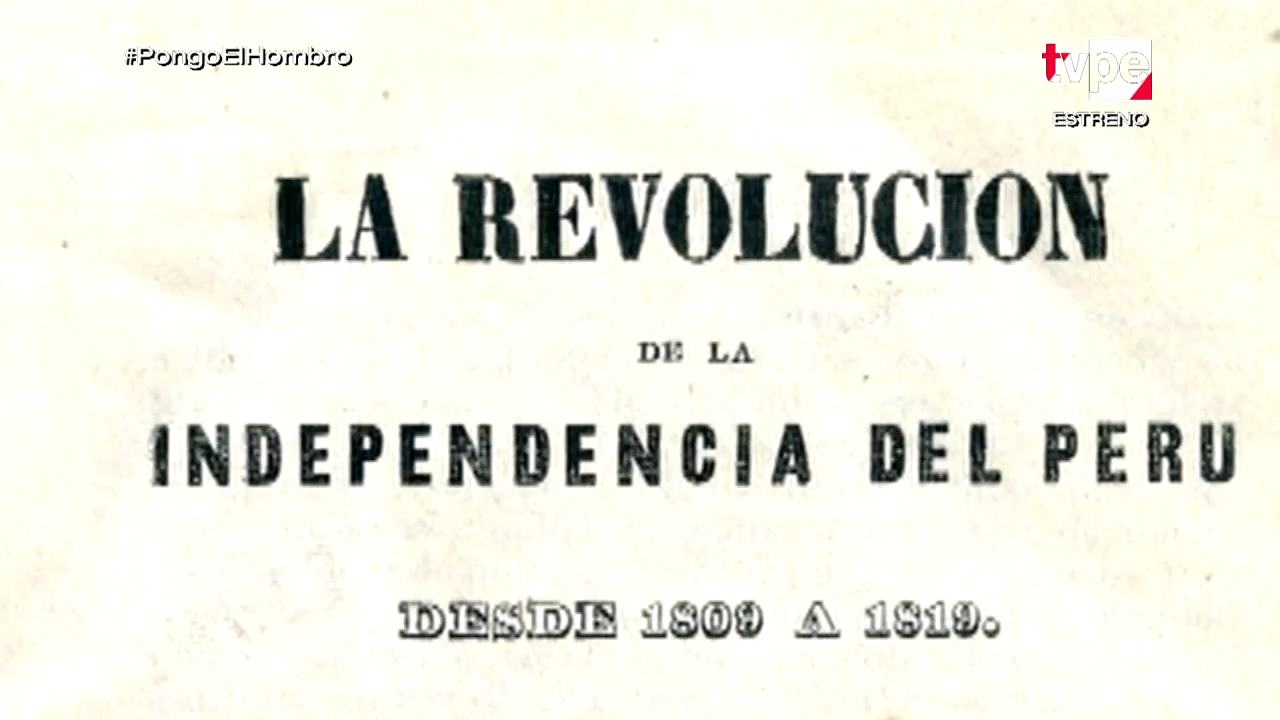 #PongoElHombro
tvpe
ESTRENO
LA REVOLUCION
DE LA
INDEPENDENCIA DEL PERU
DESDE 1809 A 1819.